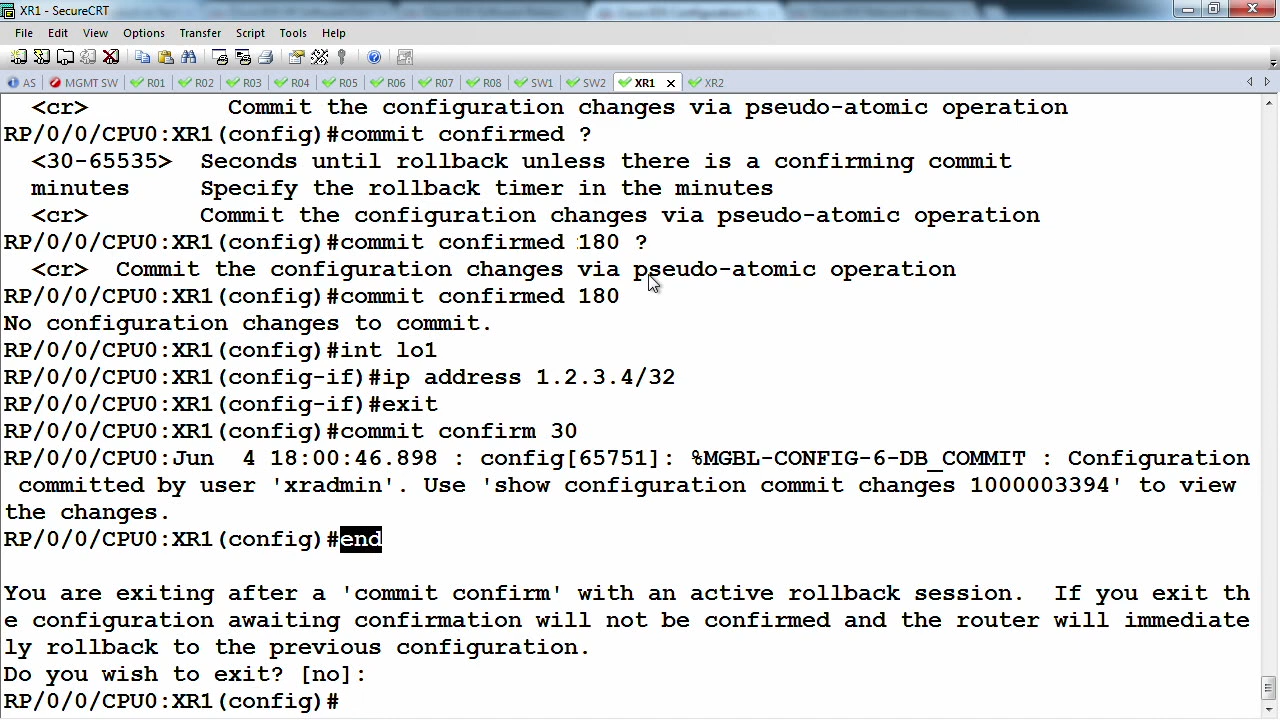 XR1 - SecureCRT
File Edit View Options Transfer Script Tools Help
AS MGMT SW R01 R02 R03 R04 R05 R06 R07 R08 SW1 SW2 XR1 XR2
<cr> Commit the configuration changes via pseudo-atomic operation
RP/0/0/CPU0:XR1(config)#commit confirmed ?
<30-65535> Seconds until rollback unless there is a confirming commit
minutes Specify the rollback timer in the minutes
<cr> Commit the configuration changes via pseudo-atomic operation
RP/0/0/CPU0:XR1(config)#commit confirmed 180 ?
<cr> Commit the configuration changes via pseudo-atomic operation
RP/0/0/CPU0:XR1(config)#commit confirmed 180
No configuration changes to commit.
RP/0/0/CPU0:XR1(config)#int lo1
RP/0/0/CPU0:XR1(config-if)#ip address 1.2.3.4/32
RP/0/0/CPU0:XR1(config-if)#exit
RP/0/0/CPU0:XR1(config)#commit confirm 30
RP/0/0/CPU0:Jun  4 18:00:46.898 : config[65751]: %MGBL-CONFIG-6-DB_COMMIT : Configuration
committed by user 'xradmin'. Use 'show configuration commit changes 1000003394' to view
the changes.
RP/0/0/CPU0:XR1(config)#end
You are exiting after a 'commit confirm' with an active rollback session.  If you exit th
e configuration awaiting confirmation will not be confirmed and the router will immediate
ly rollback to the previous configuration.
Do you wish to exit? [no]:
RP/0/0/CPU0:XR1(config)#